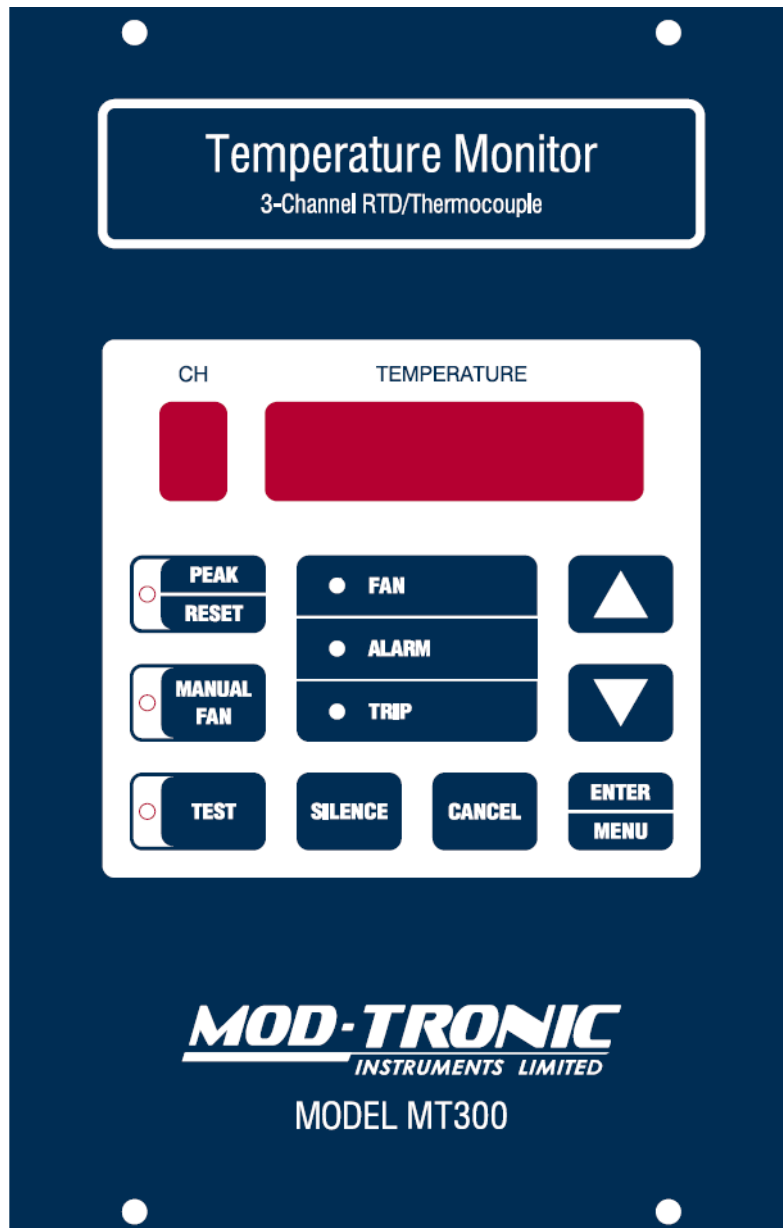 Temperature Monitor
3-Channel RTD/Thermocouple
CH
TEMPERATURE
PEAK
RESET
FAN
ALARM
TRIP
MANUAL
FAN
TEST
SILENCE
CANCEL
ENTER
MENU
MOD-TRONIC
INSTRUMENTS LIMITED
MODEL MT300